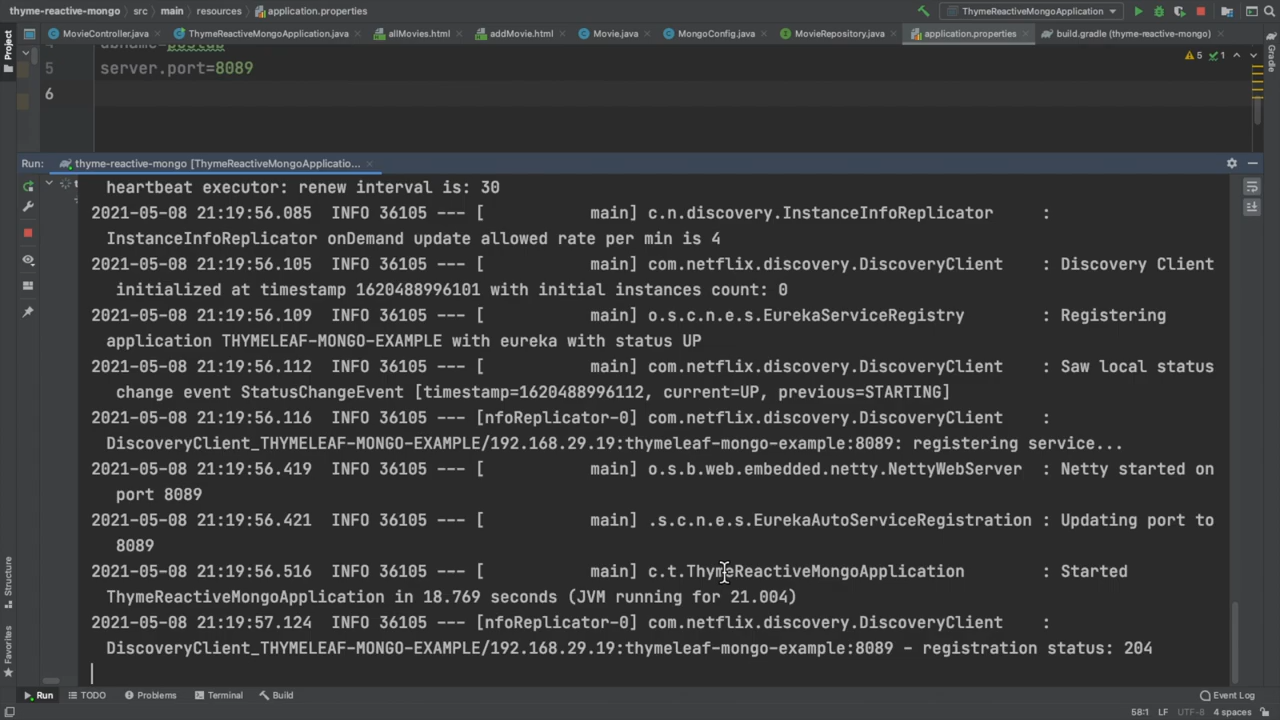 thyme-reactive-mongo > src > main > resources > application.properties
ThymeReactiveMongoApplication
MovieController.java ThymeReactiveMongoApplication.java allMovies.html addMovie.html Movie.java MongoConfig.java MovieRepository.java application.properties build.gradle (thyme-reactive-mongo)
Project
Gradle
5 1
5 server.port=8089
6
Run: thyme-reactive-mongo [ThymeReactiveMongoApplicatio...
heartbeat executor: renew interval is: 30
2021-05-08 21:19:56.085 INFO 36105 --- [ main] c.n.discovery.InstanceInfoReplicator :
InstanceInfoReplicator onDemand update allowed rate per min is 4
2021-05-08 21:19:56.105 INFO 36105 --- [ main] com.netflix.discovery.DiscoveryClient : Discovery Client
initialized at timestamp 1620488996101 with initial instances count: 0
2021-05-08 21:19:56.109 INFO 36105 --- [ main] o.s.c.n.e.s.EurekaServiceRegistry : Registering
application THYMELEAF-MONGO-EXAMPLE with eureka with status UP
2021-05-08 21:19:56.112 INFO 36105 --- [ main] com.netflix.discovery.DiscoveryClient : Saw local status
change event StatusChangeEvent [timestamp=1620488996112, current=UP, previous=STARTING]
2021-05-08 21:19:56.116 INFO 36105 --- [nfoReplicator-0] com.netflix.discovery.DiscoveryClient :
DiscoveryClient_THYMELEAF-MONGO-EXAMPLE/192.168.29.19:thymeleaf-mongo-example:8089: registering service...
2021-05-08 21:19:56.419 INFO 36105 --- [ main] o.s.b.web.embedded.netty.NettyWebServer : Netty started on
port 8089
2021-05-08 21:19:56.421 INFO 36105 --- [ main] .s.c.n.e.s.EurekaAutoServiceRegistration : Updating port to
8089
2021-05-08 21:19:56.516 INFO 36105 --- [ main] c.t.ThymeReactiveMongoApplication : Started
ThymeReactiveMongoApplication in 18.769 seconds (JVM running for 21.004)
2021-05-08 21:19:57.124 INFO 36105 --- [nfoReplicator-0] com.netflix.discovery.DiscoveryClient :
DiscoveryClient_THYMELEAF-MONGO-EXAMPLE/192.168.29.19:thymeleaf-mongo-example:8089 - registration status: 204
Structure
Favorites
Run TODO Problems Terminal Build Event Log
58:1 LF UTF-8 4 spaces